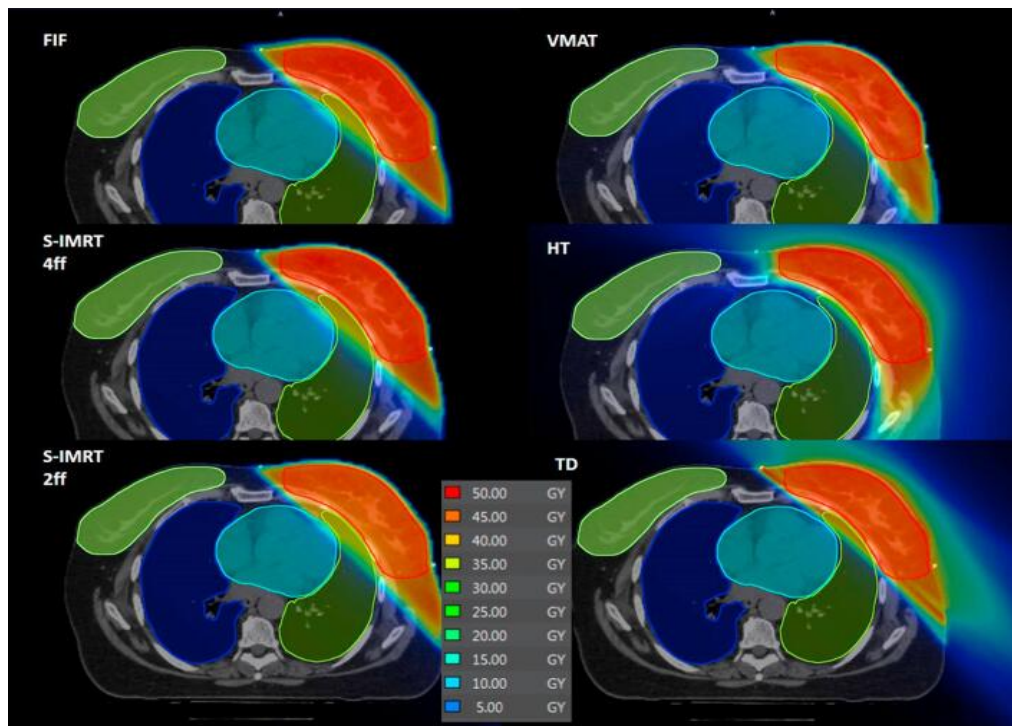 FIF
VMAT
S-IMRT
4ff
HT
S-IMRT
2ff
TD
50.00 GY
45.00 GY
40.00 GY
35.00 GY
30.00 GY
25.00 GY
20.00 GY
15.00 GY
10.00 GY
5.00 GY